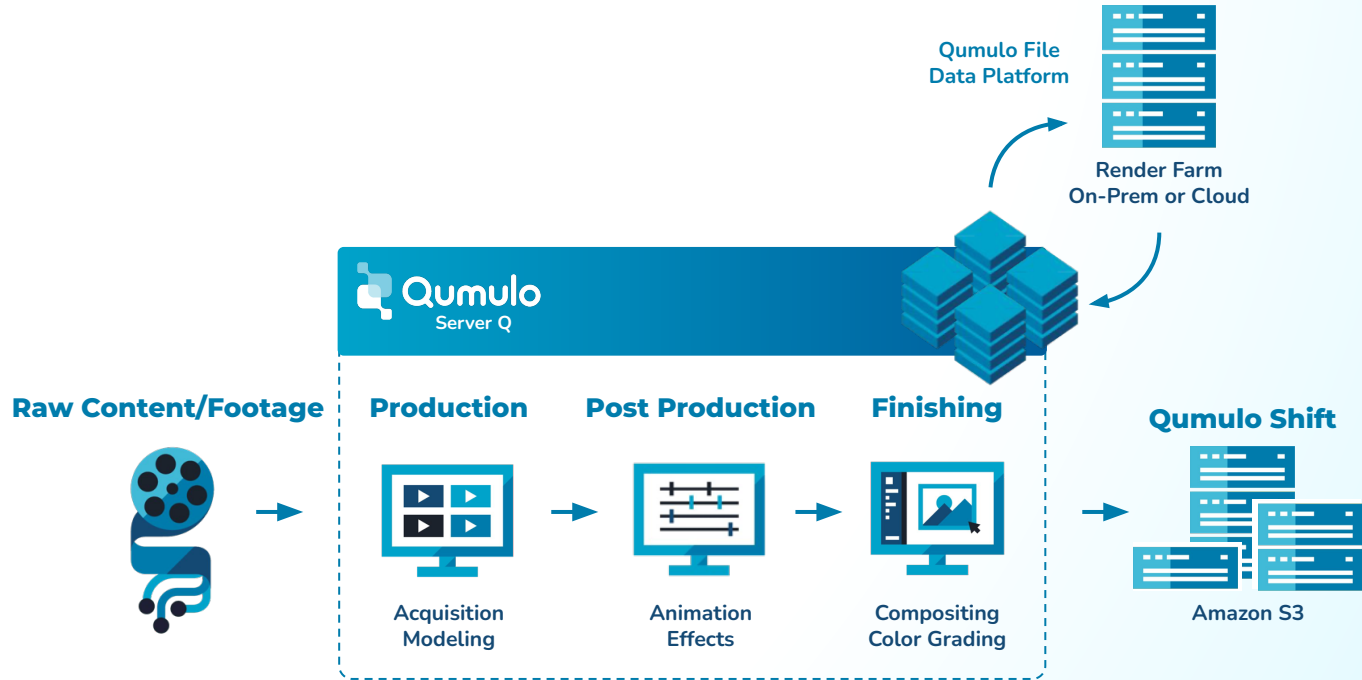 Qumulo File
Data Platform
Render Farm
On-Prem or Cloud
Qumulo
Server Q
Raw Content/Footage
Production
Post Production
Finishing
Qumulo Shift
Acquisition
Modeling
Animation
Effects
Compositing
Color Grading
Amazon S3